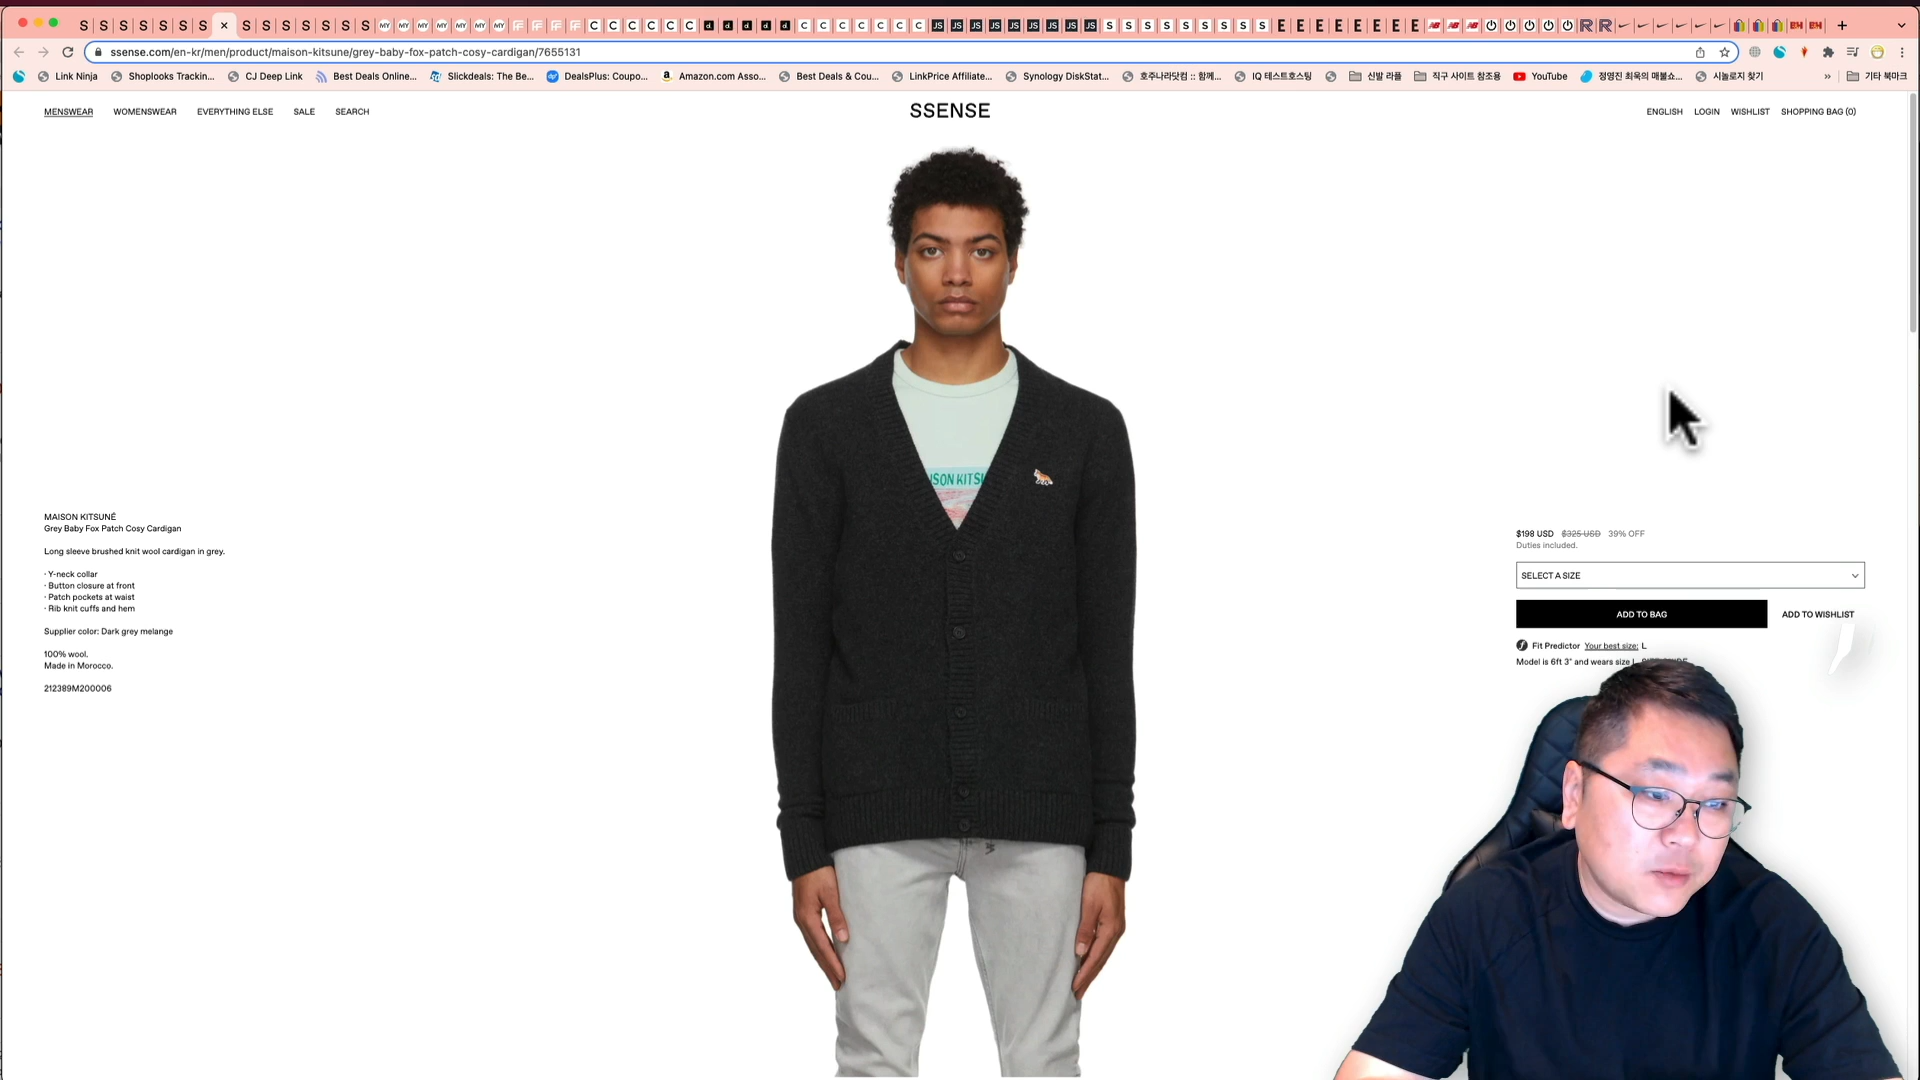 ssense.com/en-kr/men/product/maison-kitsune/grey-baby-fox-patch-cosy-cardigan/7655131
Link Ninja
Shoplooks Trackin...
CJ Deep Link
Best Deals Online...
Slickdeals: The Be...
DealsPlus: Coupo...
Amazon.com Asso...
Best Deals & Cou...
LinkPrice Affiliate...
Synology DiskStat...
호주나라닷컴 :: 함께...
IQ 테스트호스팅
신발 라플
직구 사이트 참조용
YouTube
정영진 최욱의 매불쇼...
시놀로지 찾기
»
기타 북마크
MENSWEAR
WOMENSWEAR
EVERYTHING ELSE
SALE
SEARCH
SSENSE
ENGLISH
LOGIN
WISHLIST
SHOPPING BAG (0)
MAISON KITSUNÉ
Grey Baby Fox Patch Cosy Cardigan
Long sleeve brushed knit wool cardigan in grey.
· Y-neck collar
· Button closure at front
· Patch pockets at waist
· Rib knit cuffs and hem
Supplier color: Dark grey melange
100% wool.
Made in Morocco.
212389M200006
$198 USD $325 USD 39% OFF
Duties included.
SELECT A SIZE
ADD TO BAG
ADD TO WISHLIST
Fit Predictor Your best size: L
Model is 6ft 3" and wears size